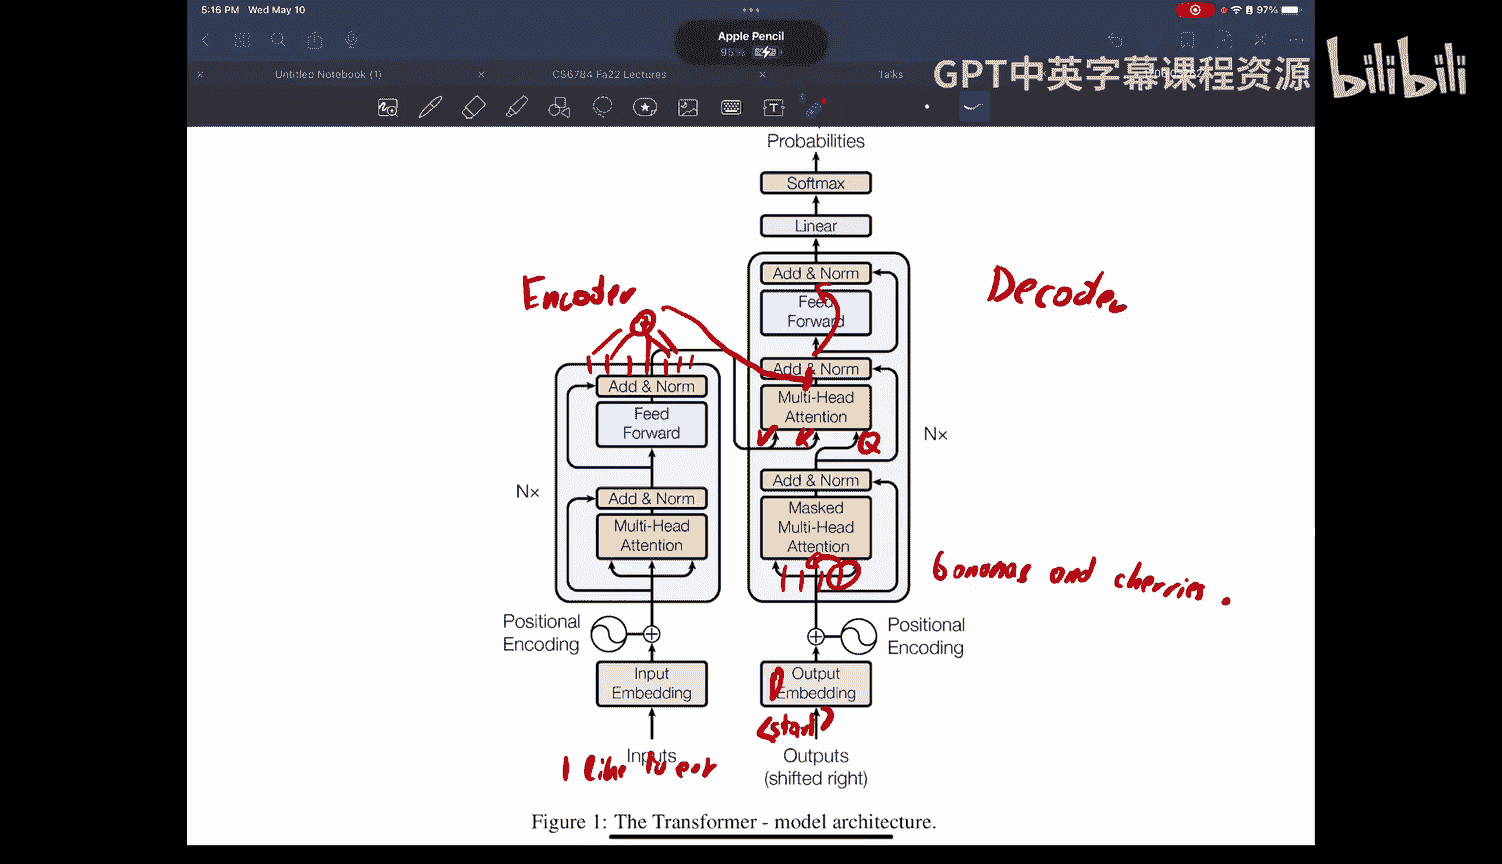 5:16 PM Wed May 10
97%
Apple Pencil
95%
Untitled Notebook (1)
CS6784 Fa22 Lectures
Talks
GPT中英字幕课程资源
bilibili
Probabilities
Softmax
Linear
Add & Norm
Feed
Forward
Add & Norm
Multi-Head
Attention
V K Q
Nx
Add & Norm
Masked
Multi-Head
Attention
Positional
Encoding
Output
Embedding
<start>
Outputs
(shifted right)
Decoder
bananas and cherries.
Encoder
Add & Norm
Feed
Forward
Nx
Add & Norm
Multi-Head
Attention
Positional
Encoding
Input
Embedding
Inputs
I like to eat
Figure 1: The Transformer - model architecture.